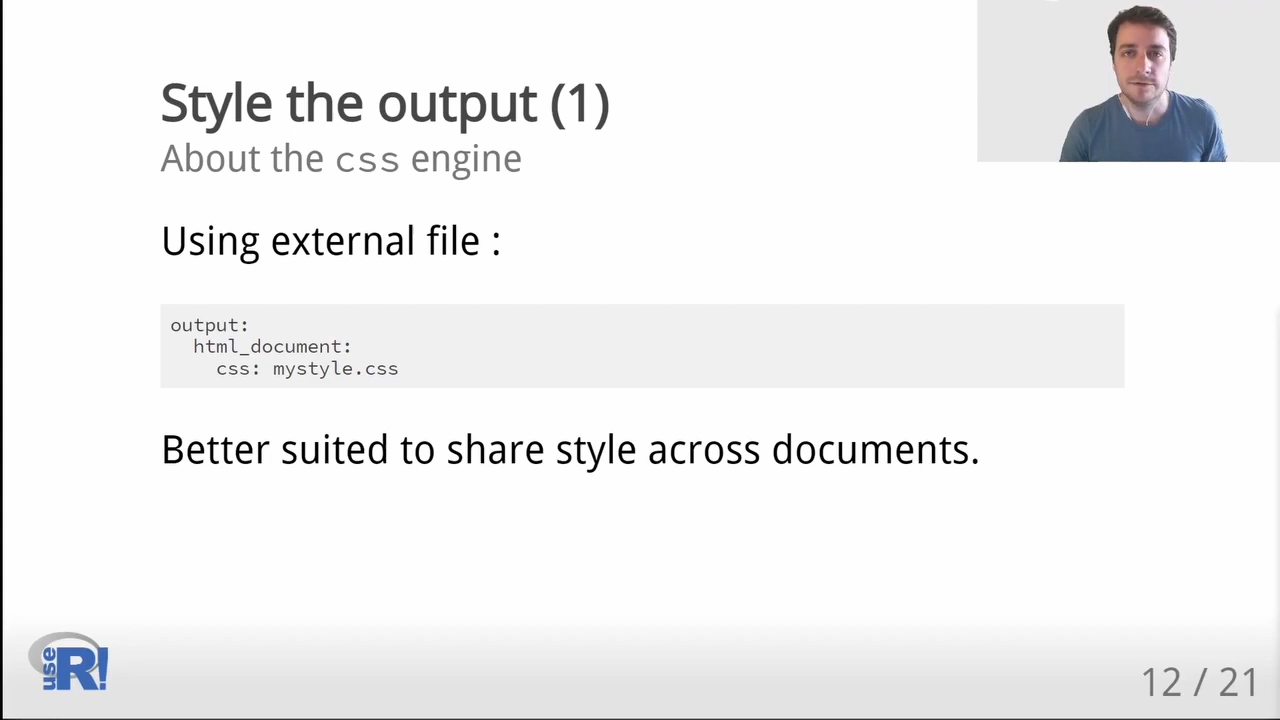 Style the output (1)
About the css engine
Using external file :
output:
  html_document:
    css: mystyle.css
Better suited to share style across documents.
use R!
12 / 21